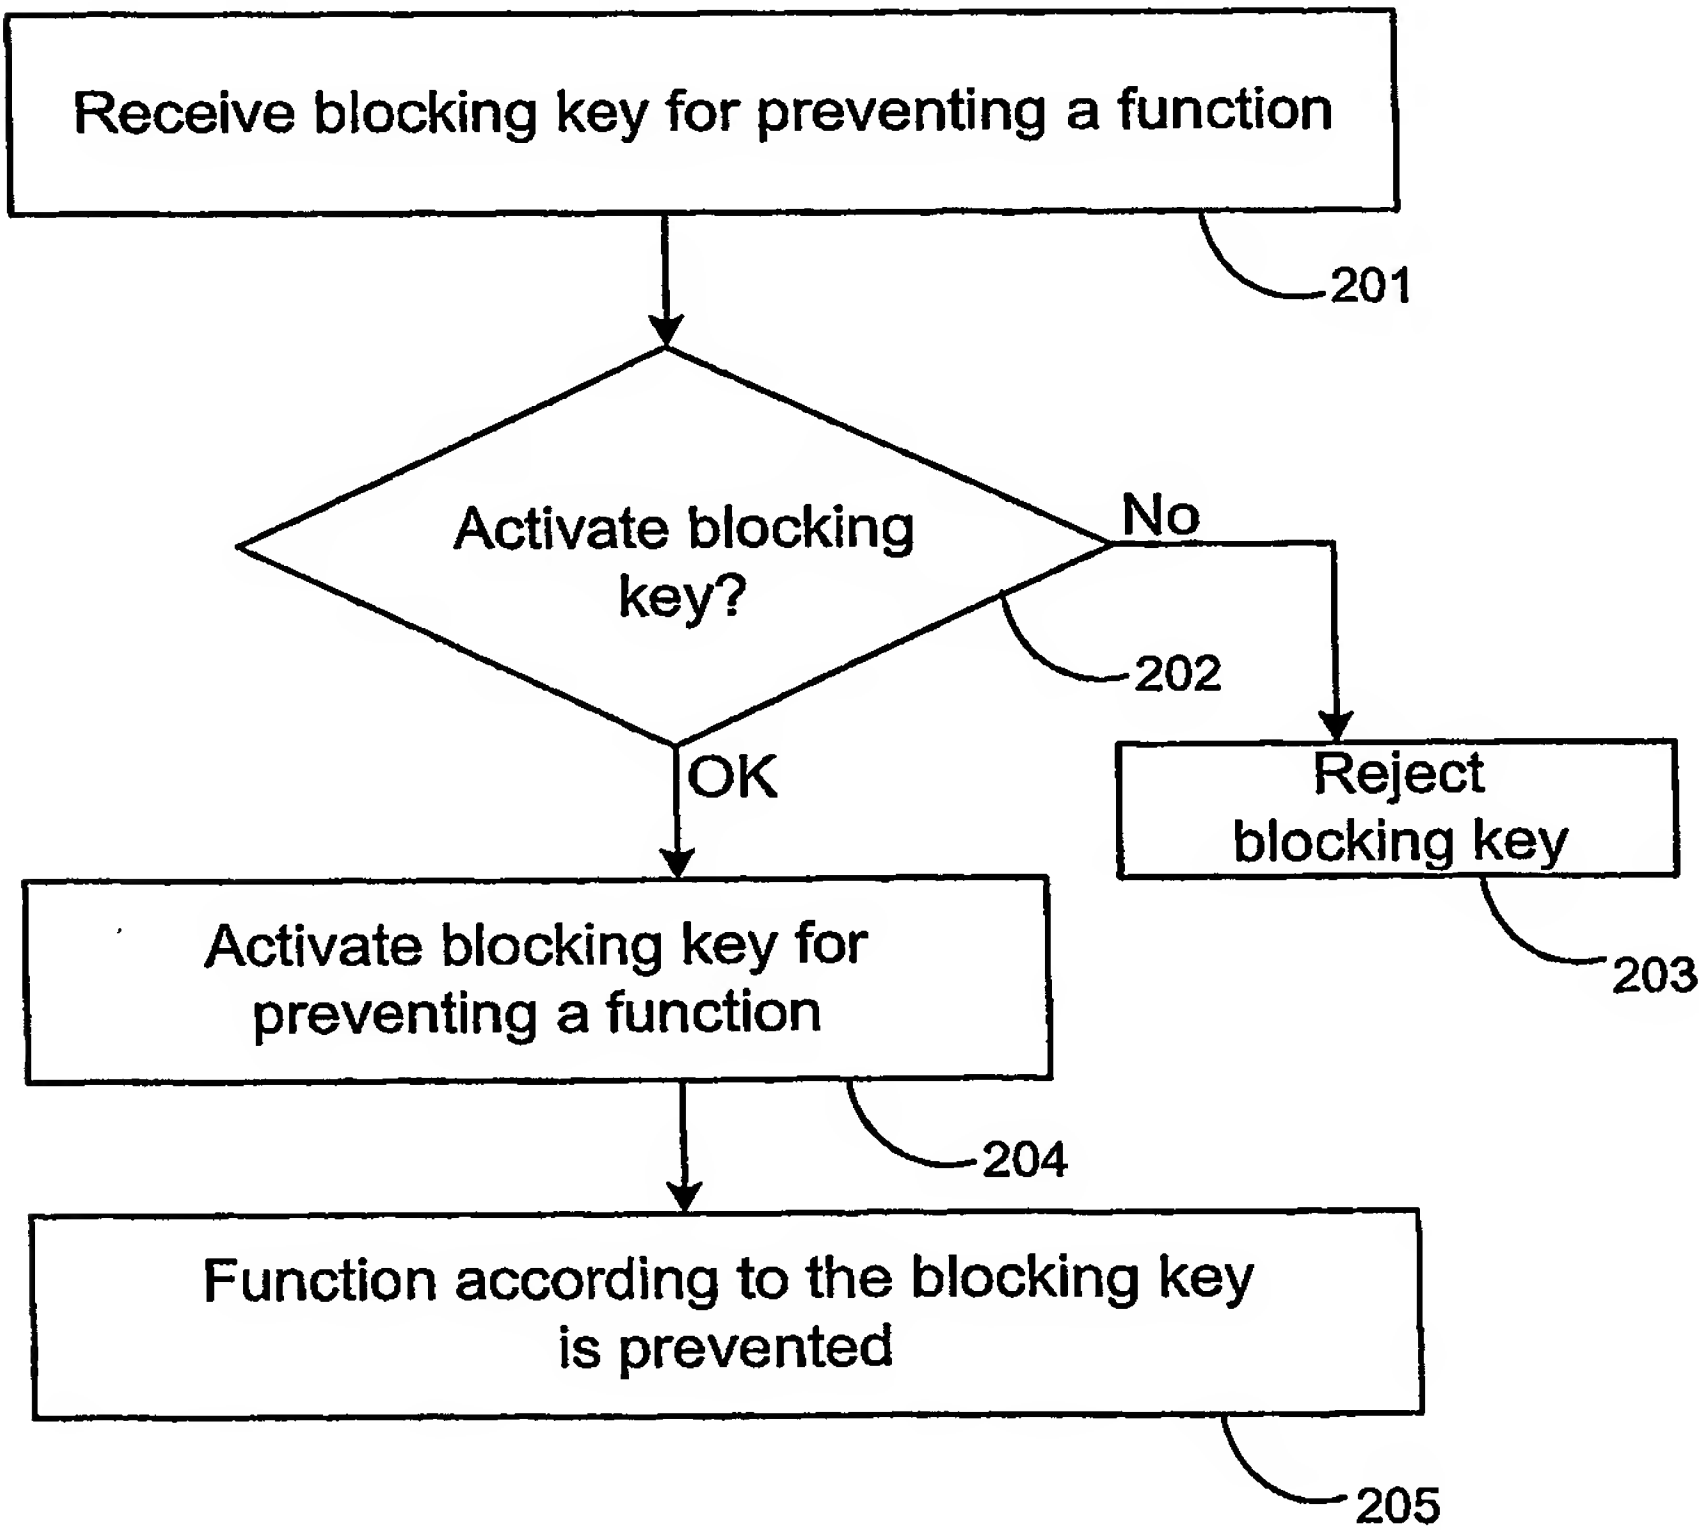 Receive blocking key for preventing a function
201
Activate blocking
key?
No
202
OK
Reject
blocking key
203
Activate blocking key for
preventing a function
204
Function according to the blocking key
is prevented
205